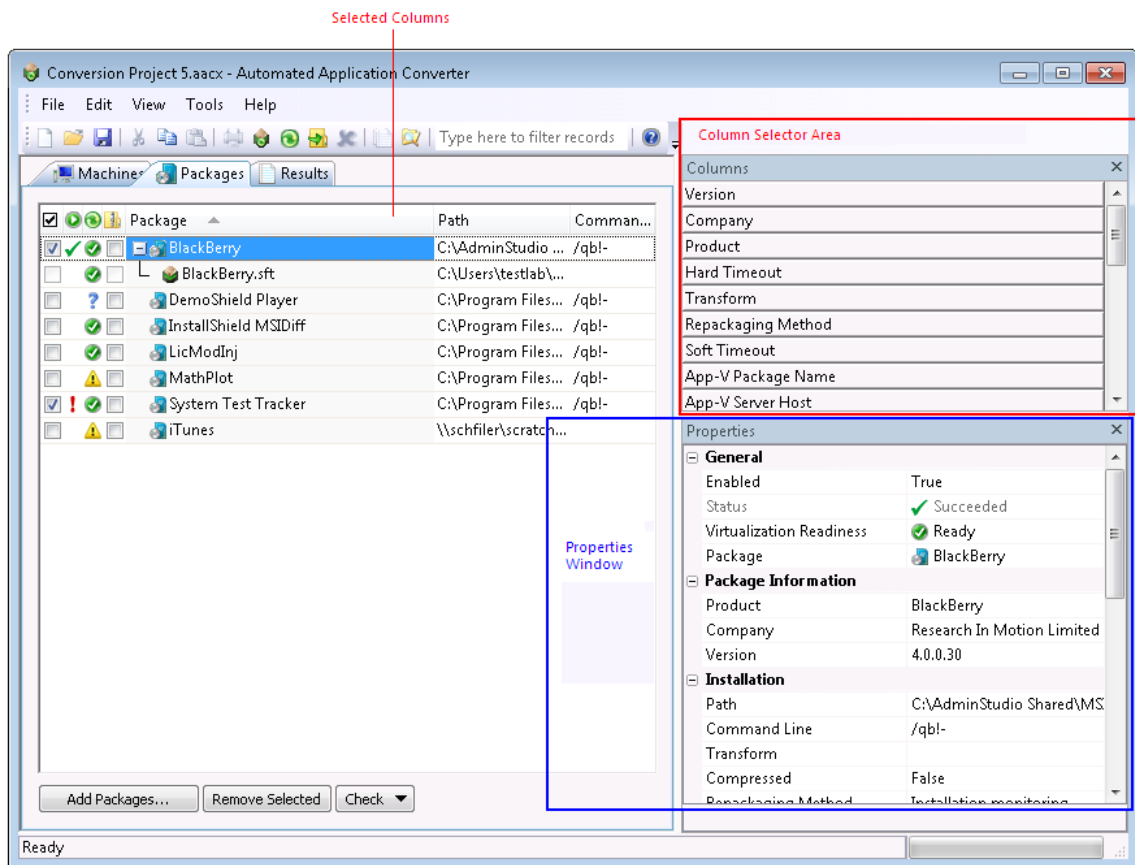 Selected Columns
Conversion Project 5.aacx - Automated Application Converter
File Edit View Tools Help
Type here to filter records
Column Selector Area
Machines Packages Results
Columns
Version
Company
Product
Hard Timeout
Transform
Repackaging Method
Soft Timeout
App-V Package Name
App-V Server Host
Package Path Comman...
BlackBerry C:\AdminStudio ... /qb!-
BlackBerry.sft C:\Users\testlab\...
DemoShield Player C:\Program Files... /qb!-
InstallShield MSIDiff C:\Program Files... /qb!-
LicModInj C:\Program Files... /qb!-
MathPlot C:\Program Files... /qb!-
System Test Tracker C:\Program Files... /qb!-
iTunes \\schfiler\scratch...
Properties
Window
Properties
General
Enabled True
Status Succeeded
Virtualization Readiness Ready
Package BlackBerry
Package Information
Product BlackBerry
Company Research In Motion Limited
Version 4.0.0.30
Installation
Path C:\AdminStudio Shared\MS
Command Line /qb!-
Transform
Compressed False
Repackaging Method Installation monitoring
Add Packages... Remove Selected Check
Ready